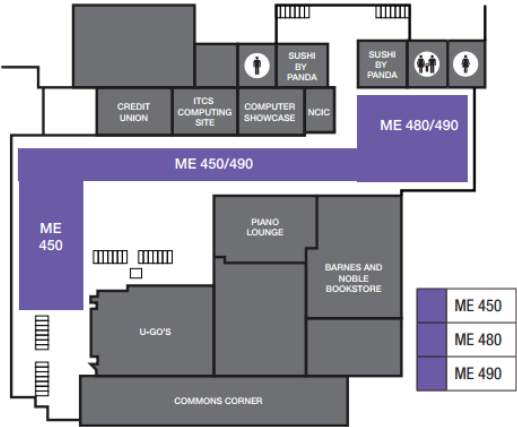 SUSHI
BY
PANDA
SUSHI
BY
PANDA
CREDIT
UNION
ITCS
COMPUTING
SITE
COMPUTER
SHOWCASE
NCIC
ME 480/490
ME 450/490
ME
450
PIANO
LOUNGE
BARNES AND
NOBLE
BOOKSTORE
U-GO'S
COMMONS CORNER
ME 450
ME 480
ME 490